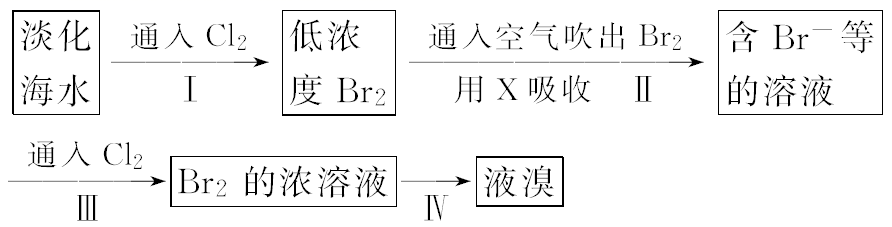 淡化海水 通入 Cl₂ Ⅰ 低浓度 Br₂ 通入空气吹出 Br₂ 用 X 吸收 Ⅱ 含 Br⁻ 等的溶液
通入 Cl₂ Ⅲ Br₂ 的浓溶液 Ⅳ 液溴